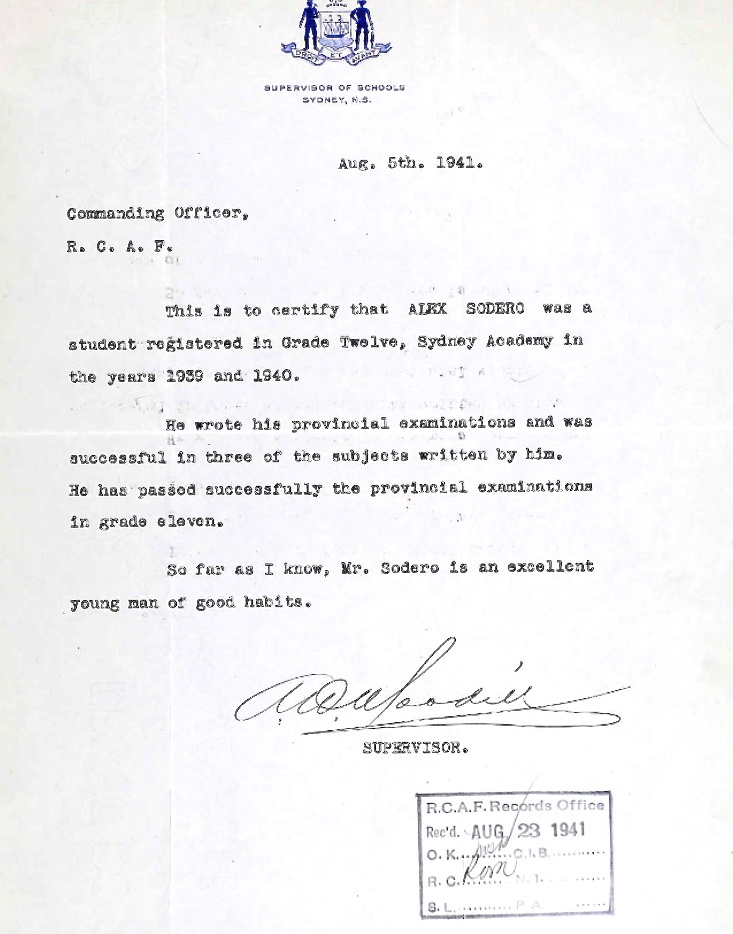 DROIT ET AVANT
SUPERVISOR OF SCHOOLS
SYDNEY, N.S.
Aug. 5th. 1941.
Commanding Officer,
R. C. A. F.
This is to certify that ALEX SODERO was a
student registered in Grade Twelve, Sydney Academy in
the years 1939 and 1940.
He wrote his provincial examinations and was
successful in three of the subjects written by him.
He has passed successfully the provincial examinations
in grade eleven.
So far as I know, Mr. Sodero is an excellent
young man of good habits.
SUPERVISOR.
R.C.A.F. Records Office
Rec'd. AUG 23 1941
O. K. ........ C.I.B. ............
R. C. ........ N. I. ............
S. L. ............ P. A. ......